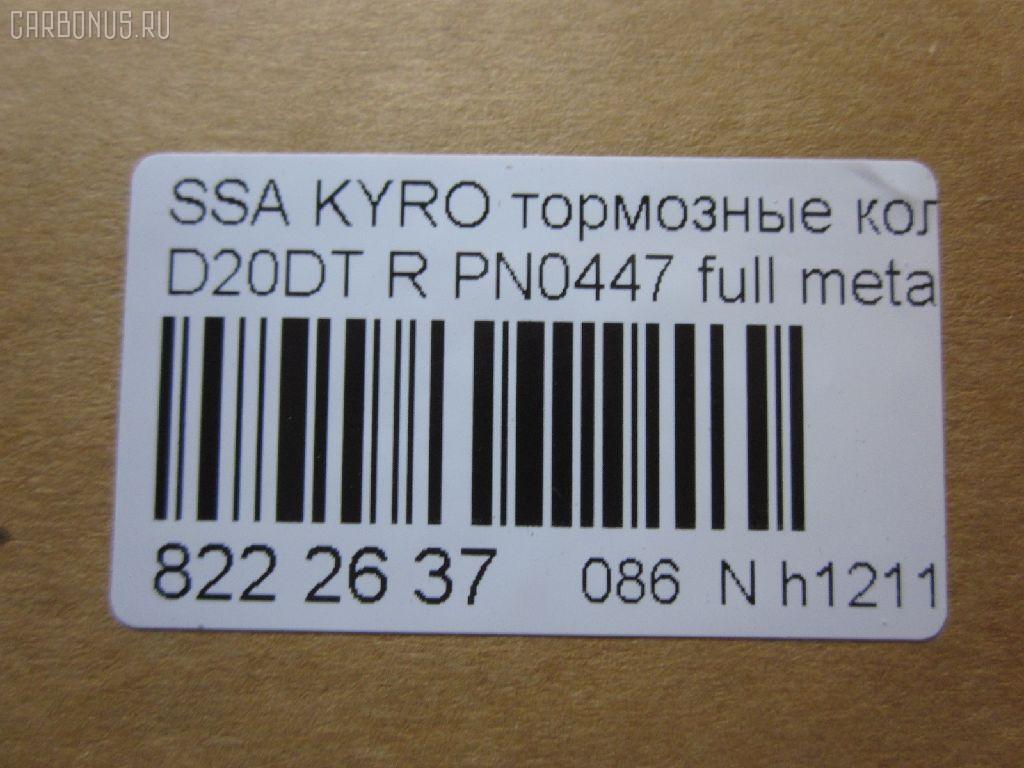 CARBONUS.RU
SSA KYRO тормозные кол
D20DT R PN0447 full meta
822 26 37 086 N h1211